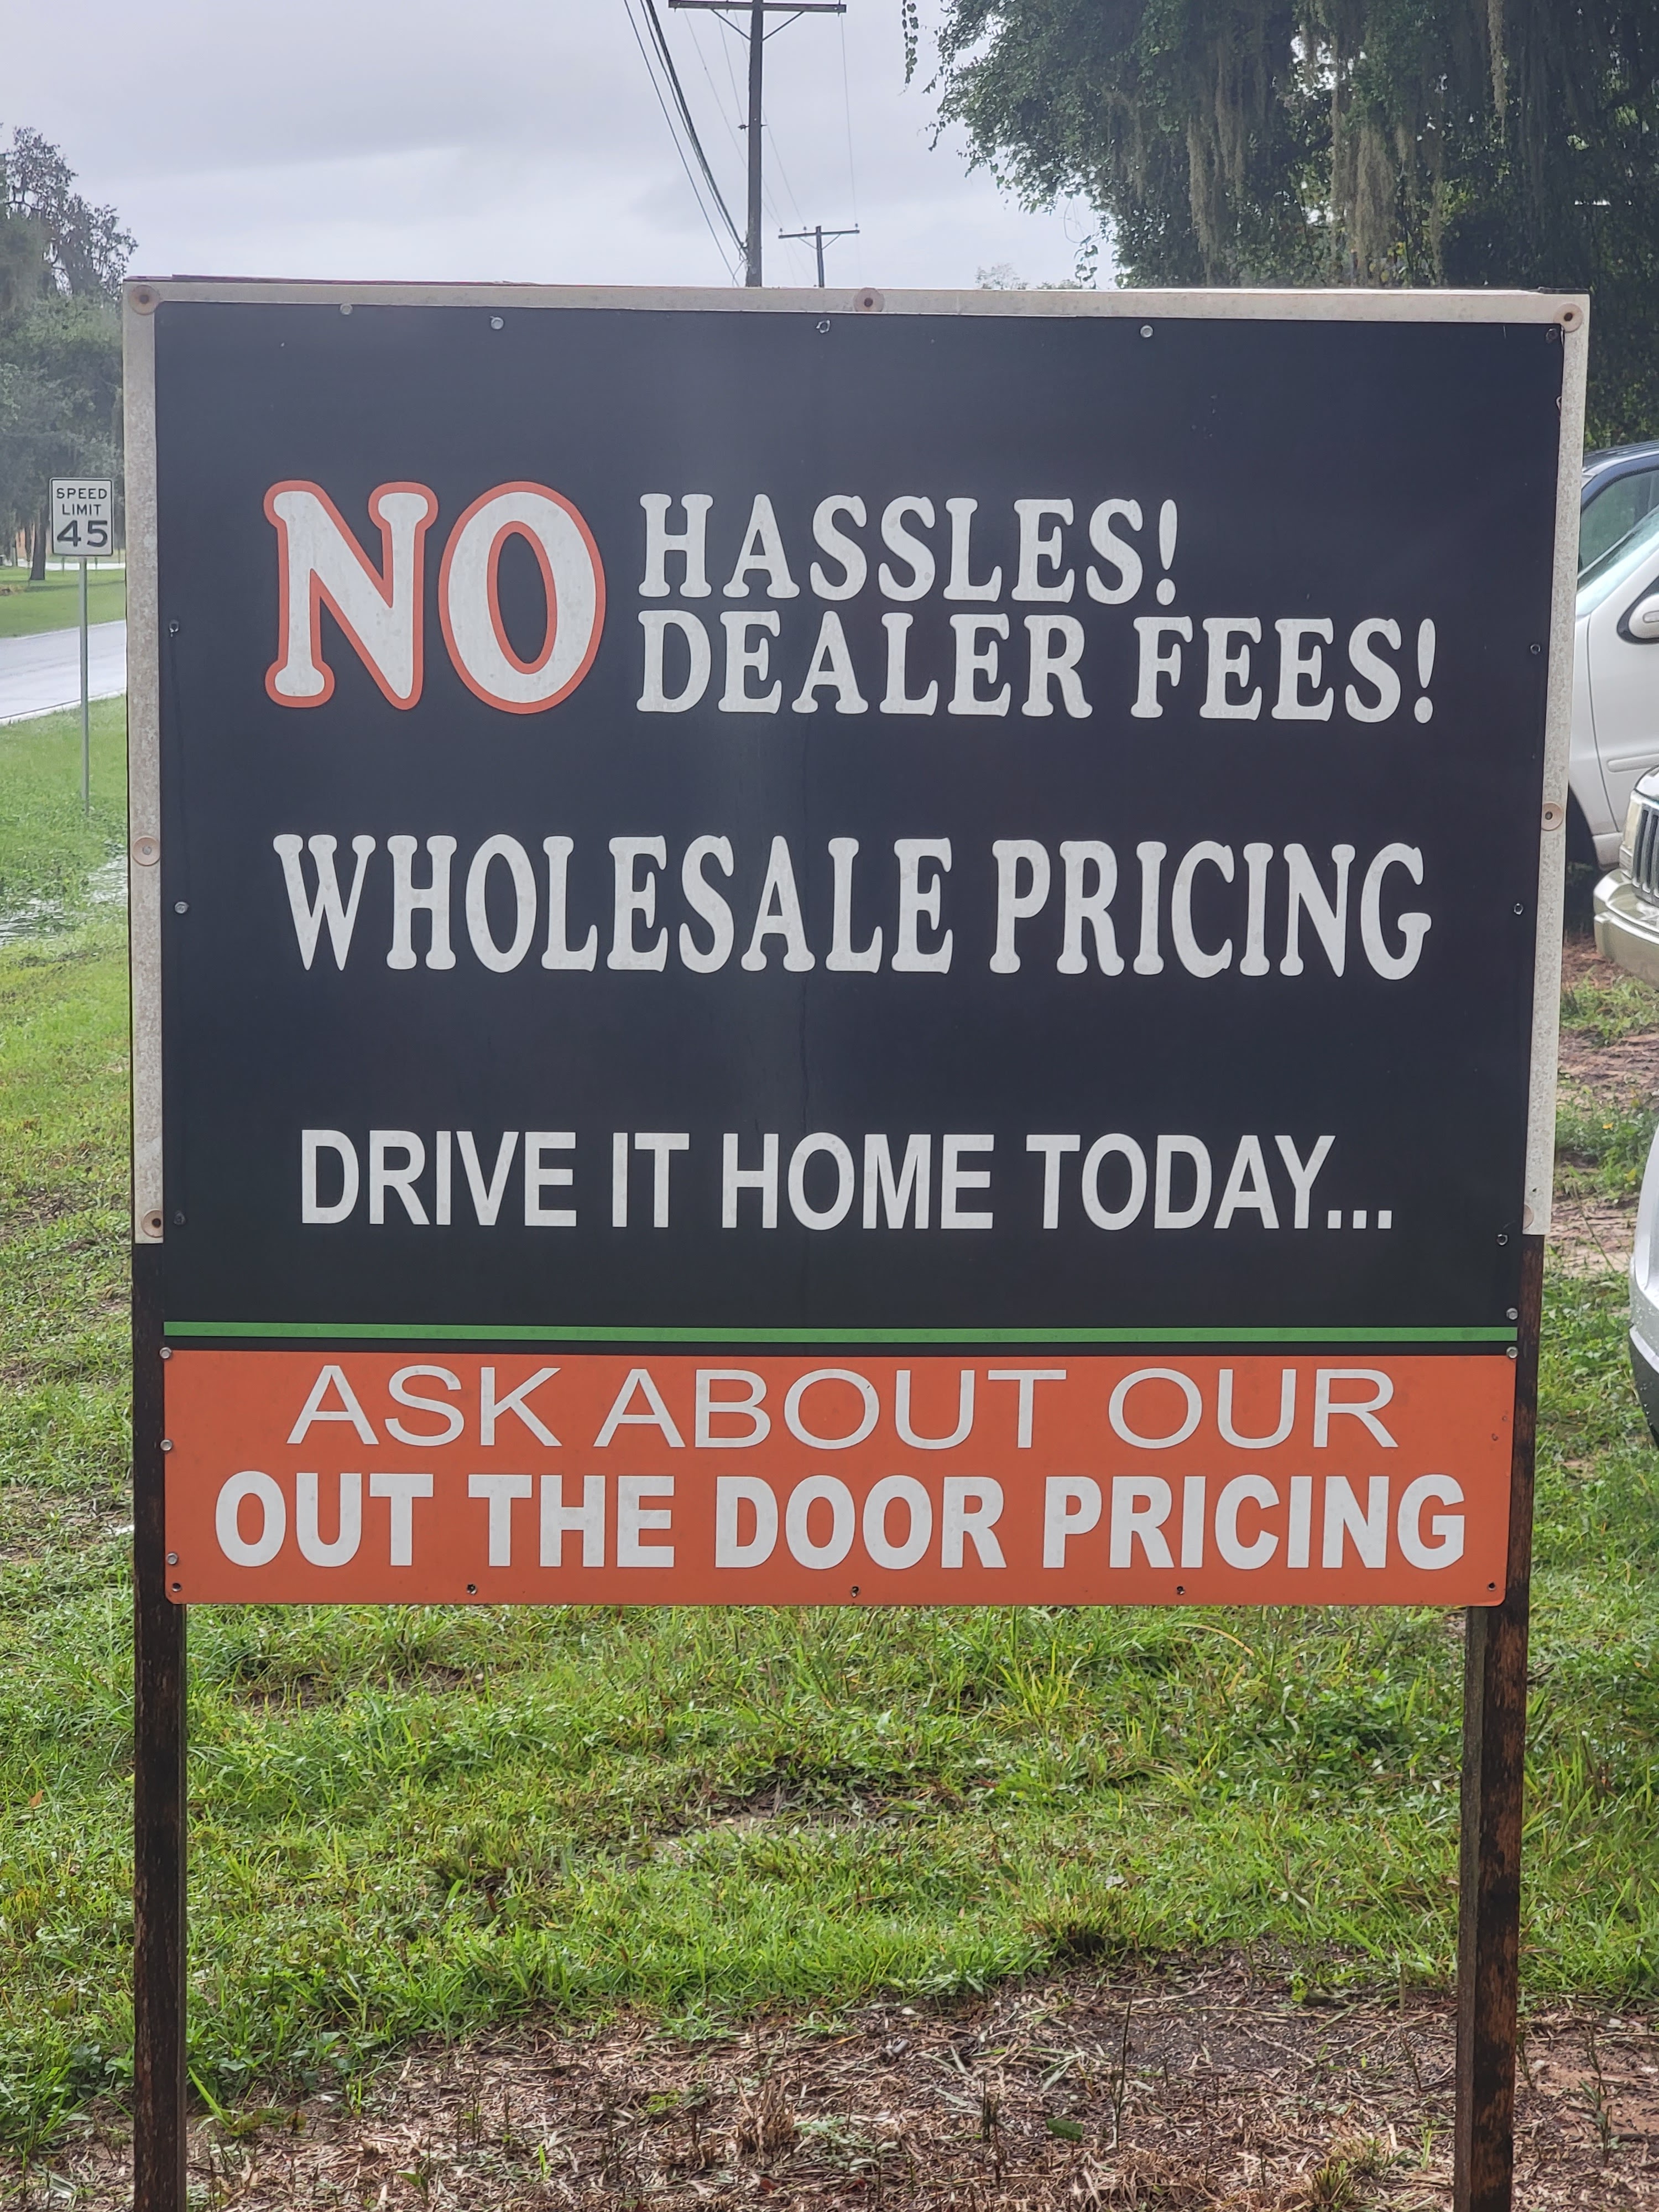 SPEED
LIMIT
45
NO HASSLES!
DEALER FEES!
WHOLESALE PRICING
DRIVE IT HOME TODAY...
ASK ABOUT OUR
OUT THE DOOR PRICING